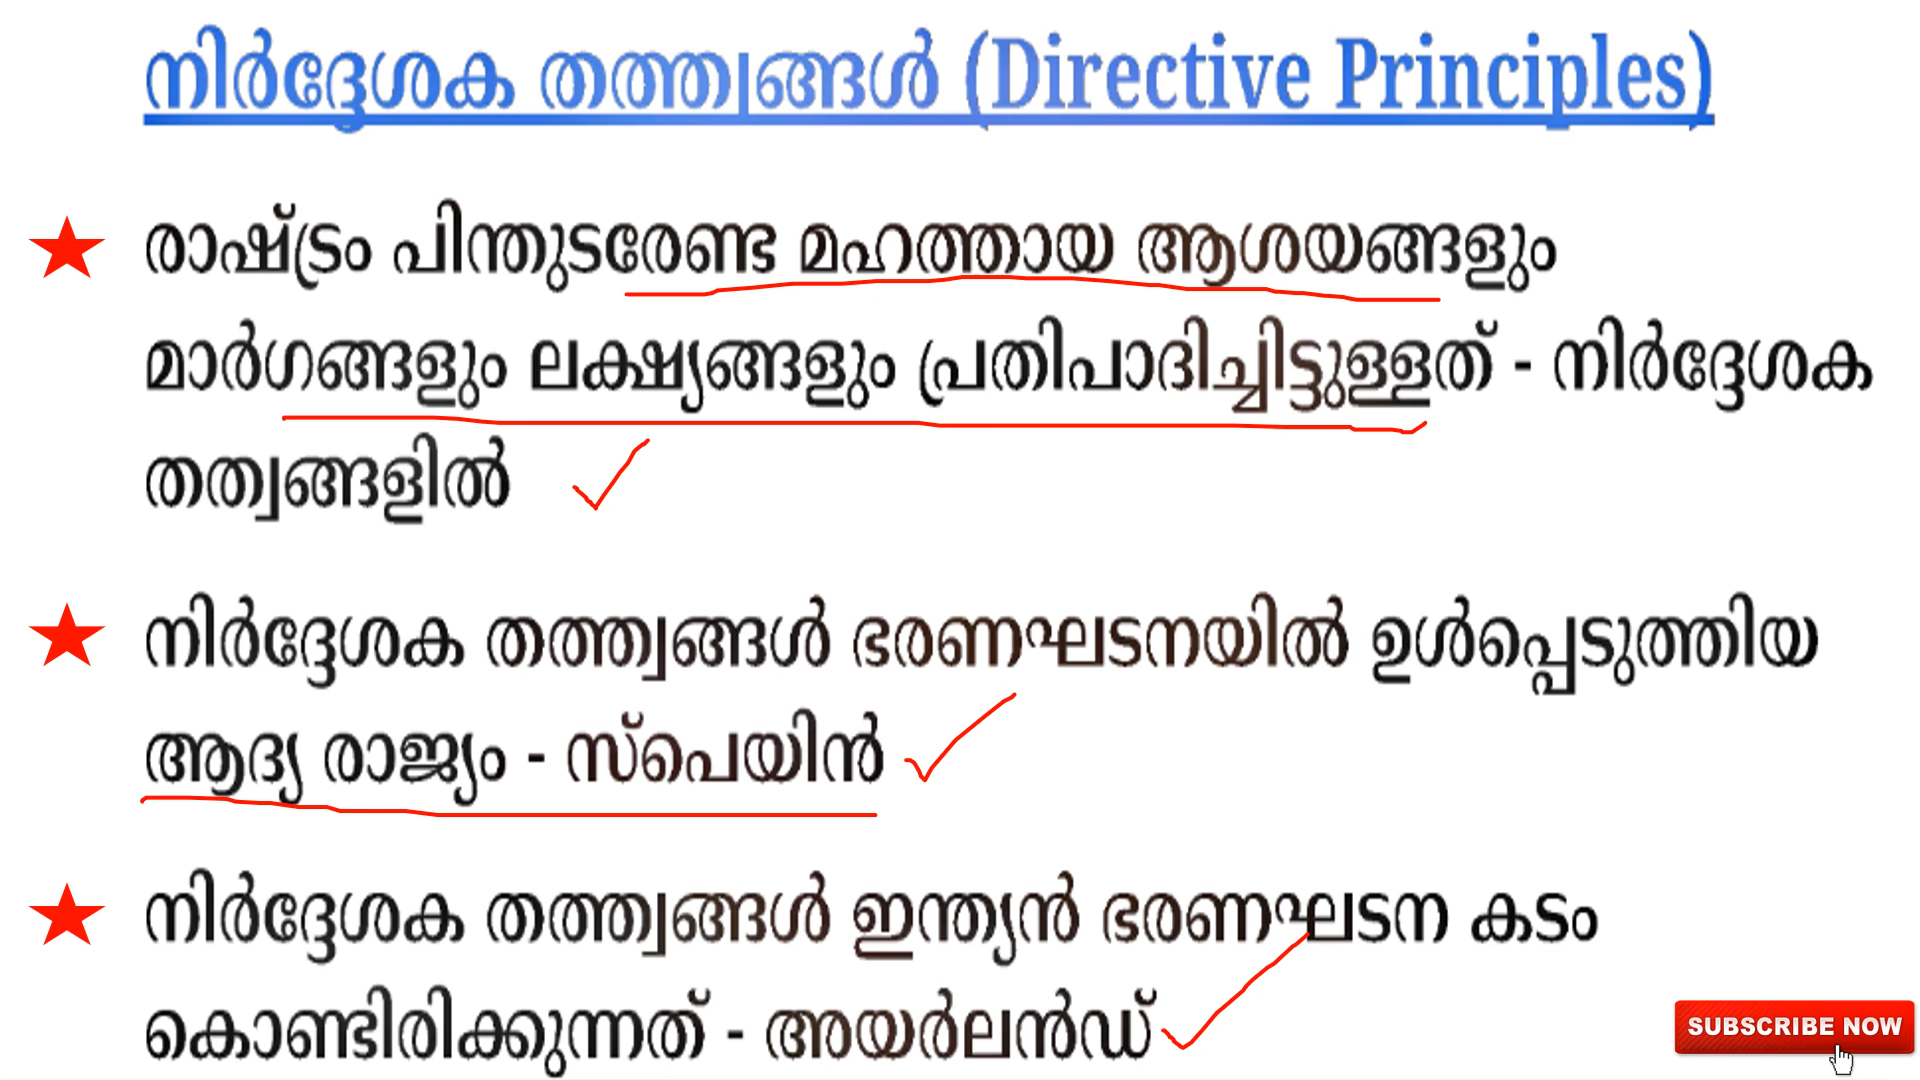 നിർദ്ദേശക തത്ത്വങ്ങൾ (Directive Principles)
രാഷ്ട്രം പിന്തുടരേണ്ട മഹത്തായ ആശയങ്ങളും
മാർഗങ്ങളും ലക്ഷ്യങ്ങളും പ്രതിപാദിച്ചിട്ടുള്ളത് - നിർദ്ദേശക
തത്വങ്ങളിൽ
നിർദ്ദേശക തത്ത്വങ്ങൾ ഭരണഘടനയിൽ ഉൾപ്പെടുത്തിയ
ആദ്യ രാജ്യം - സ്പെയിൻ
നിർദ്ദേശക തത്ത്വങ്ങൾ ഇന്ത്യൻ ഭരണഘടന കടം
കൊണ്ടിരിക്കുന്നത് - അയർലൻഡ്
SUBSCRIBE NOW